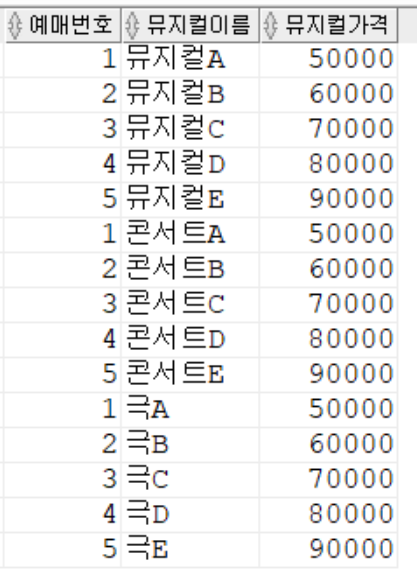 예매번호 뮤지컬이름 뮤지컬가격
1 뮤지컬A 50000
2 뮤지컬B 60000
3 뮤지컬C 70000
4 뮤지컬D 80000
5 뮤지컬E 90000
1 콘서트A 50000
2 콘서트B 60000
3 콘서트C 70000
4 콘서트D 80000
5 콘서트E 90000
1 극A 50000
2 극B 60000
3 극C 70000
4 극D 80000
5 극E 90000